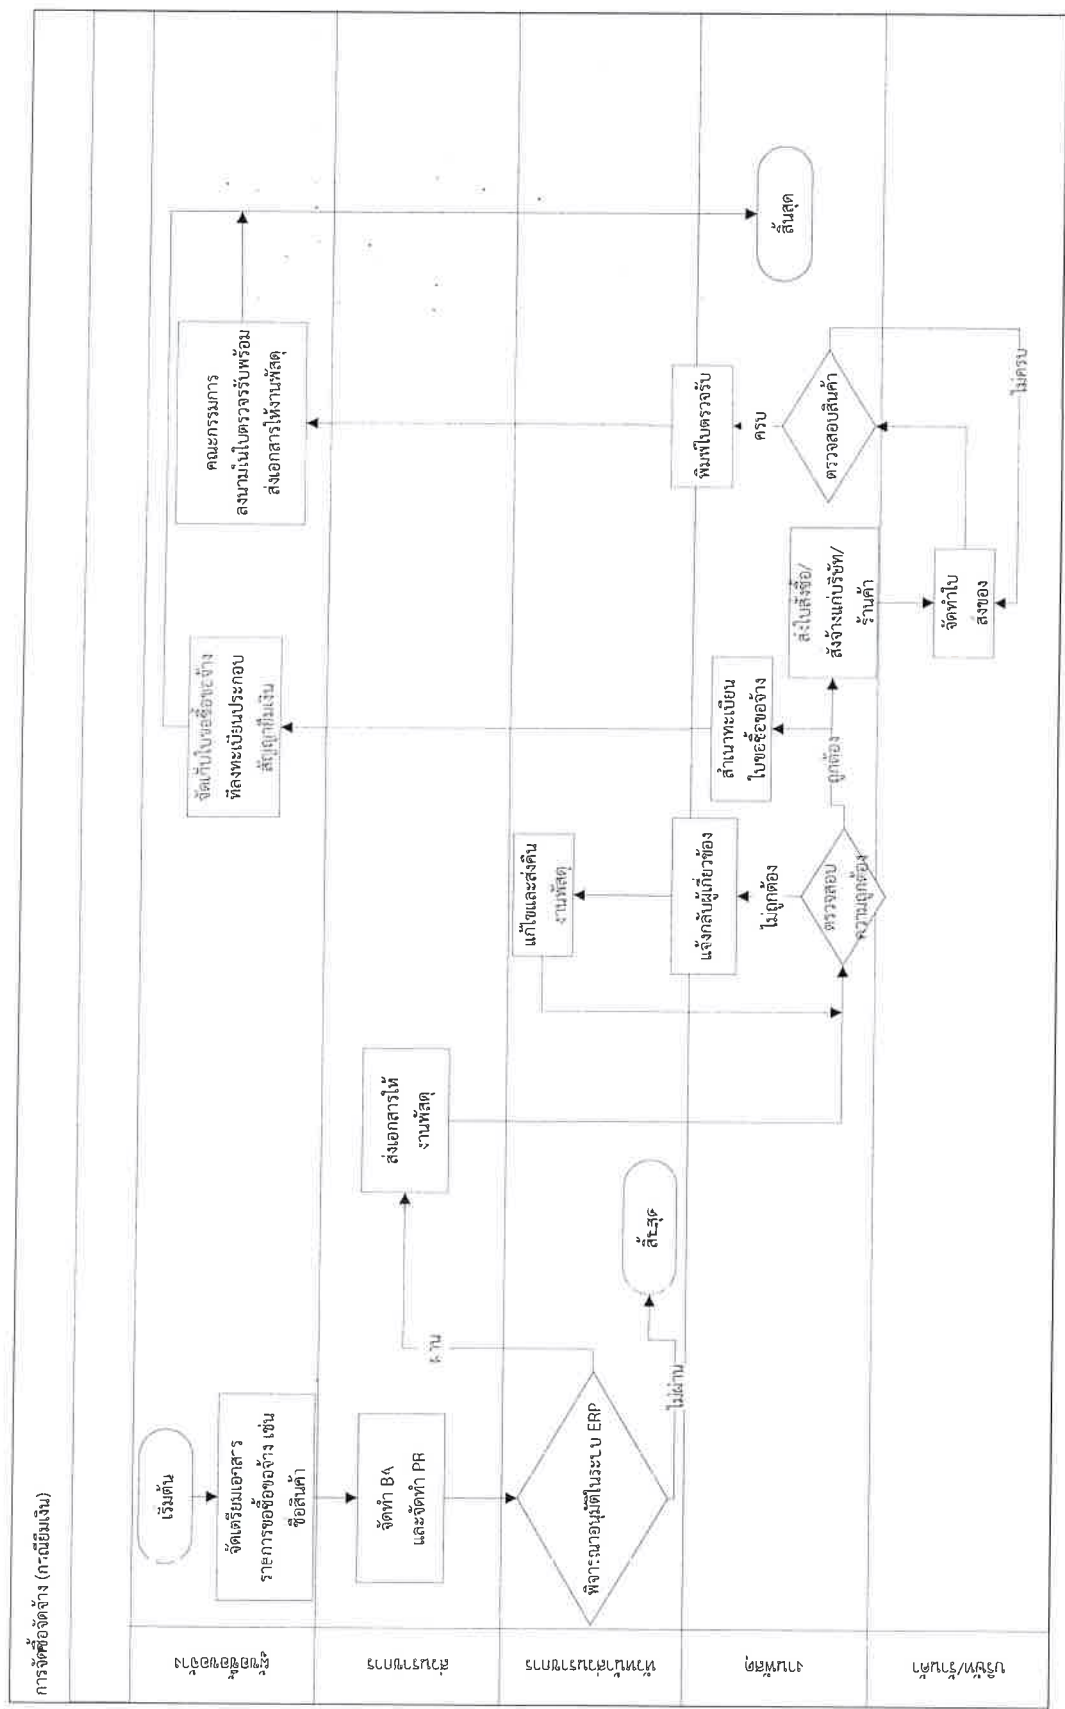 การจัดซื้อจัดจ้าง (กรณียืมเงิน)
ผู้ขอซื้อขอจ้าง
ส่วนราชการ
หัวหน้าส่วนราชการ
งานพัสดุ
บริษัท/ร้านค้า
เริ่มต้น
จัดเตรียมเอกสาร
รายการขอซื้อขอจ้าง เช่น
ชื่อสินค้า
จัดทำ BA
และจัดทำ PR
พิจารณาอนุมัติในระบบ ERP
ผ่าน
ไม่ผ่าน
สิ้นสุด
ส่งเอกสารให้
งานพัสดุ
ตรวจสอบ
ความถูกต้อง
ไม่ถูกต้อง
แจ้งกลับผู้เกี่ยวข้อง
แก้ไขและส่งคืน
งานพัสดุ
ถูกต้อง
สำเนาทะเบียน
ใบขอซื้อขอจ้าง
จัดเก็บใบขอซื้อขอจ้าง
ที่ลงทะเบียนประกอบ
สัญญายืมเงิน
ส่งใบสั่งซื้อ/
สั่งจ้างแก่บริษัท/
ร้านค้า
จัดทำใบ
ส่งของ
ตรวจสอบสินค้า
ไม่ครบ
ครบ
พิมพ์ใบตรวจรับ
คณะกรรมการ
ลงนามในใบตรวจรับพร้อม
ส่งเอกสารให้งานพัสดุ
สิ้นสุด